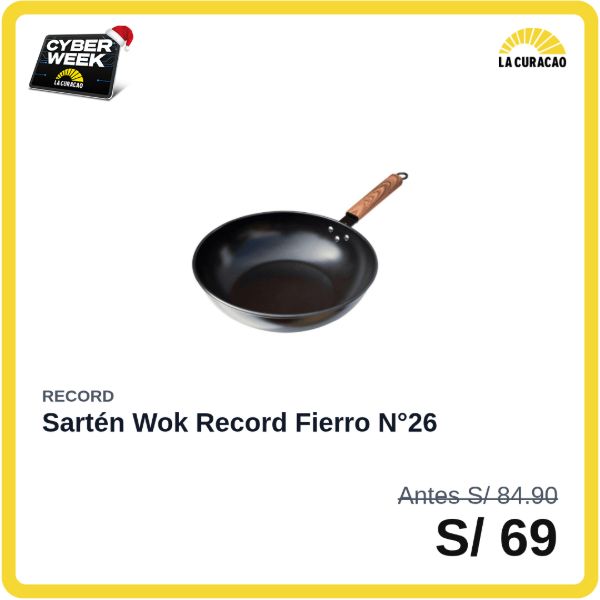 CYBER
WEEK
LA CURACAO
LA CURACAO
RECORD
Sartén Wok Record Fierro N°26
Antes S/ 84.90
S/ 69